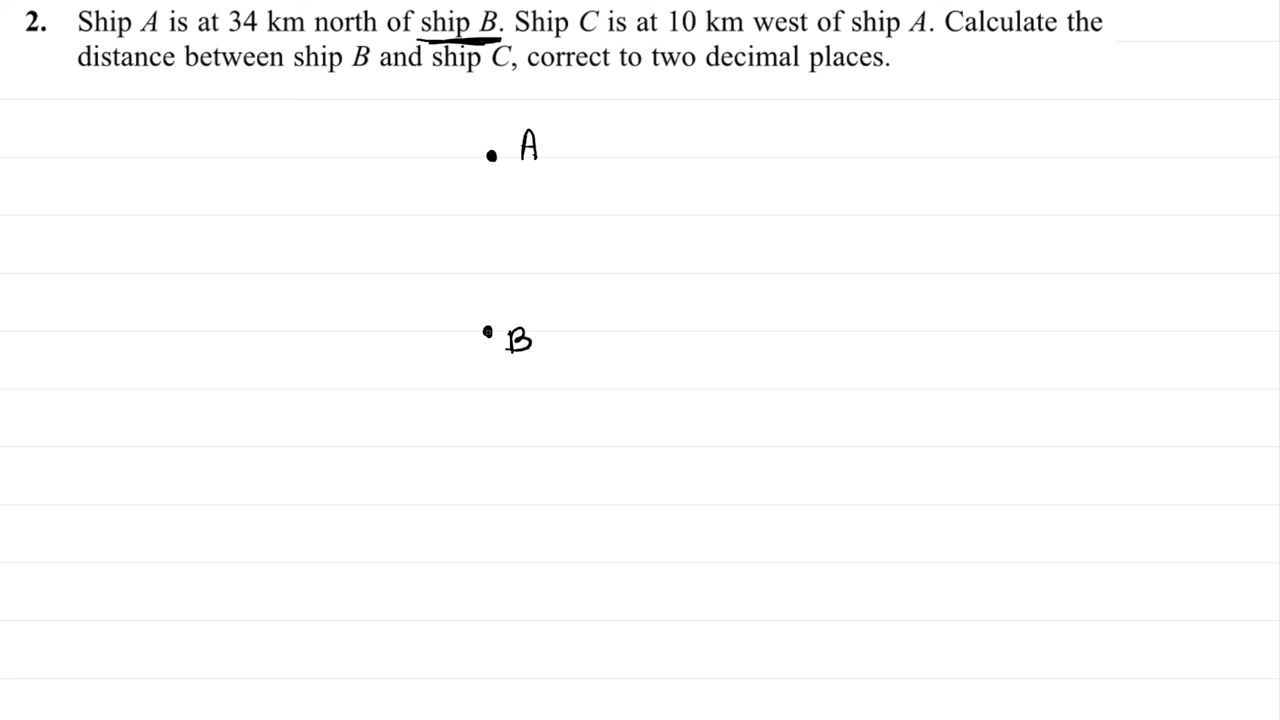 2. Ship A is at 34 km north of ship B. Ship C is at 10 km west of ship A. Calculate the
distance between ship B and ship C, correct to two decimal places.
A
B